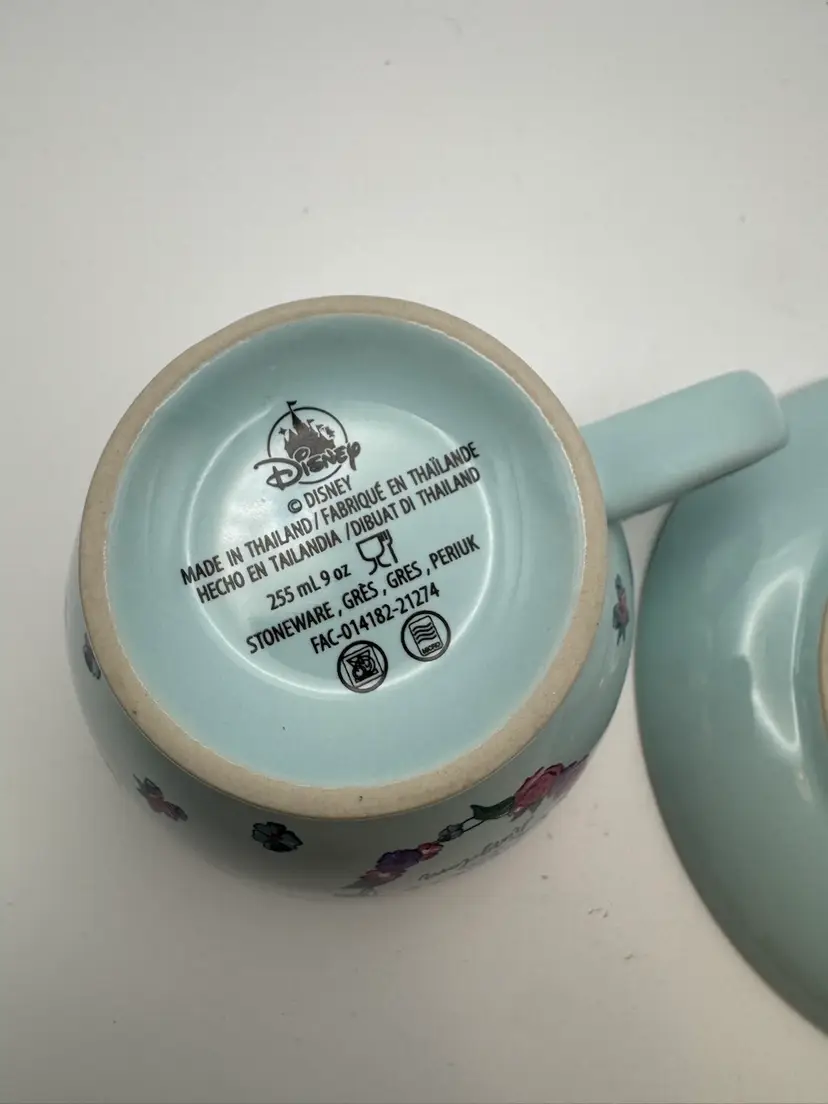 Disney
© DISNEY
MADE IN THAILAND / FABRIQUÉ EN THAÏLANDE
HECHO EN TAILANDIA / DIBUAT DI THAILAND
255 mL 9 oz
STONEWARE , GRÈS , GRES , PERIUK
FAC-014182-21274
MICRO